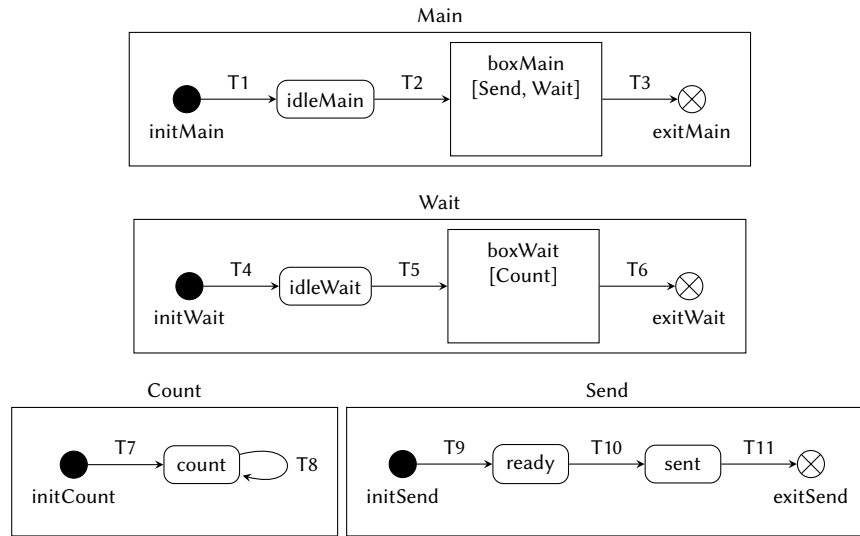 Main
T1
T2
boxMain
[Send, Wait]
T3
idleMain
initMain
exitMain
Wait
T4
T5
boxWait
[Count]
T6
idleWait
initWait
exitWait
Count
T7
count
T8
initCount
Send
T9
ready
T10
sent
T11
initSend
exitSend